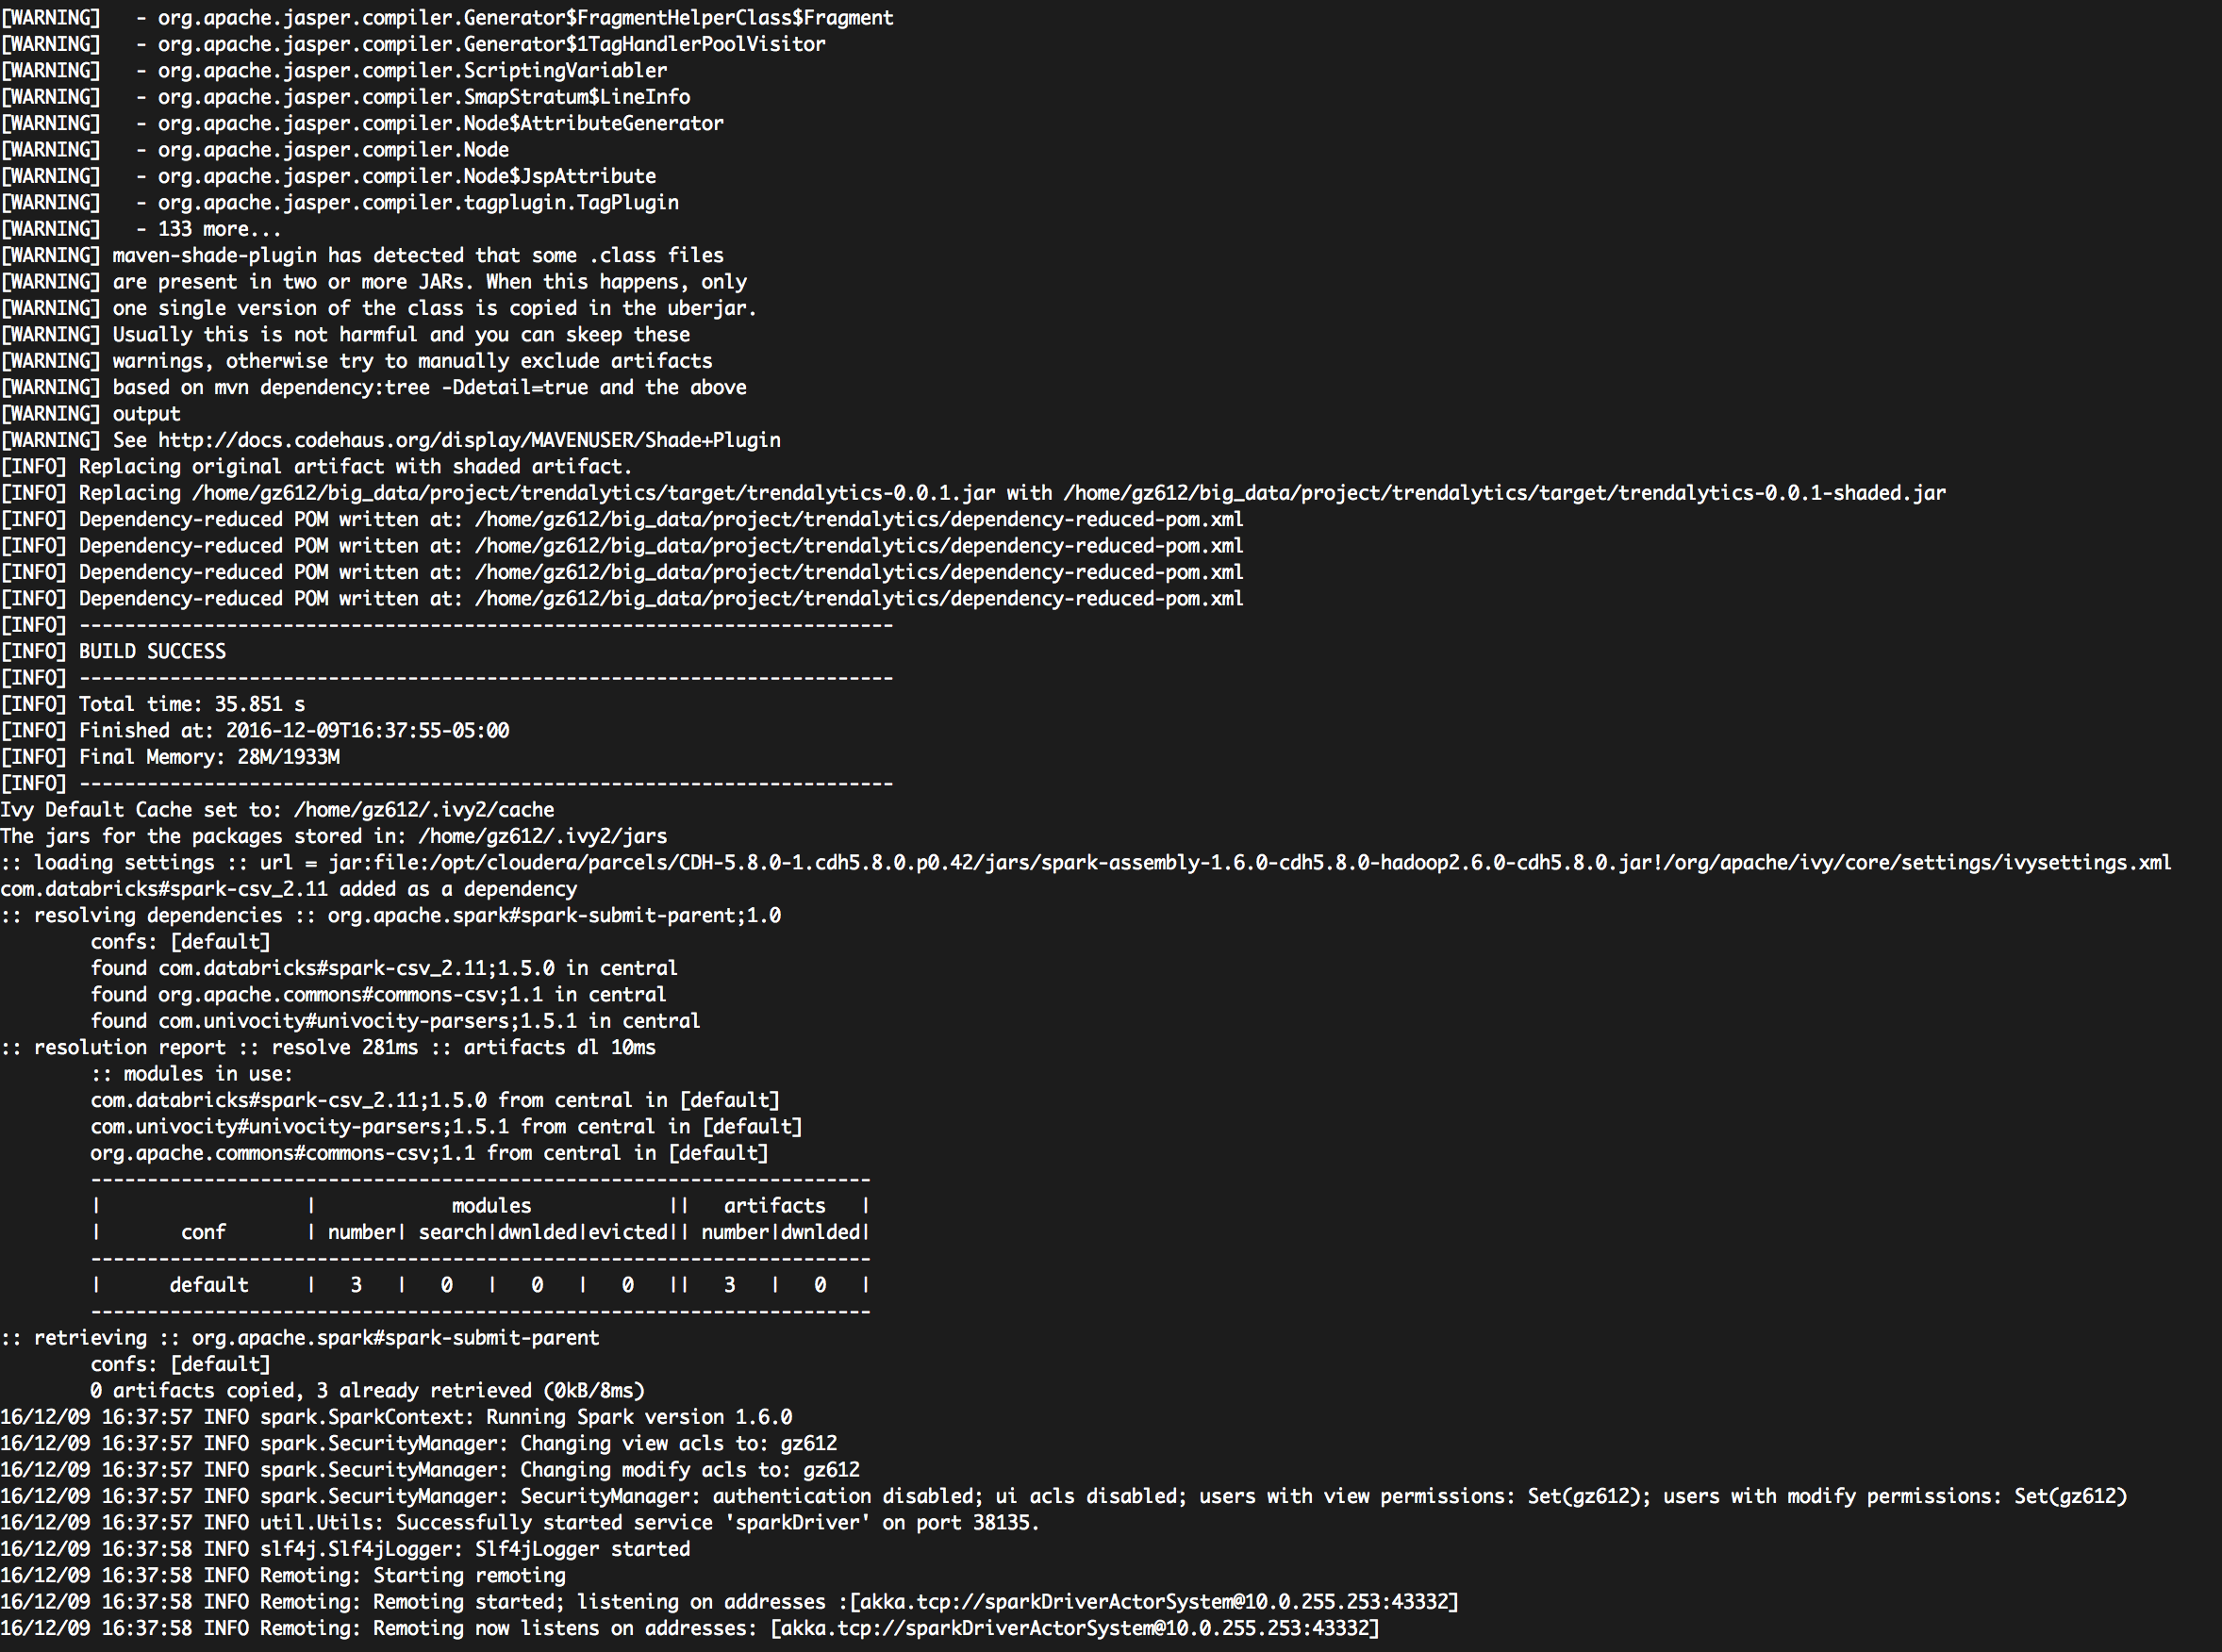 [WARNING]   - org.apache.jasper.compiler.Generator$FragmentHelperClass$Fragment
[WARNING]   - org.apache.jasper.compiler.Generator$1TagHandlerPoolVisitor
[WARNING]   - org.apache.jasper.compiler.ScriptingVariabler
[WARNING]   - org.apache.jasper.compiler.SmapStratum$LineInfo
[WARNING]   - org.apache.jasper.compiler.Node$AttributeGenerator
[WARNING]   - org.apache.jasper.compiler.Node
[WARNING]   - org.apache.jasper.compiler.Node$JspAttribute
[WARNING]   - org.apache.jasper.compiler.tagplugin.TagPlugin
[WARNING]   - 133 more...
[WARNING] maven-shade-plugin has detected that some .class files
[WARNING] are present in two or more JARs. When this happens, only
[WARNING] one single version of the class is copied in the uberjar.
[WARNING] Usually this is not harmful and you can skeep these
[WARNING] warnings, otherwise try to manually exclude artifacts
[WARNING] based on mvn dependency:tree -Ddetail=true and the above
[WARNING] output
[WARNING] See http://docs.codehaus.org/display/MAVENUSER/Shade+Plugin
[INFO] Replacing original artifact with shaded artifact.
[INFO] Replacing /home/gz612/big_data/project/trendalytics/target/trendalytics-0.0.1.jar with /home/gz612/big_data/project/trendalytics/target/trendalytics-0.0.1-shaded.jar
[INFO] Dependency-reduced POM written at: /home/gz612/big_data/project/trendalytics/dependency-reduced-pom.xml
[INFO] Dependency-reduced POM written at: /home/gz612/big_data/project/trendalytics/dependency-reduced-pom.xml
[INFO] Dependency-reduced POM written at: /home/gz612/big_data/project/trendalytics/dependency-reduced-pom.xml
[INFO] Dependency-reduced POM written at: /home/gz612/big_data/project/trendalytics/dependency-reduced-pom.xml
[INFO] ------------------------------------------------------------------------
[INFO] BUILD SUCCESS
[INFO] ------------------------------------------------------------------------
[INFO] Total time: 35.851 s
[INFO] Finished at: 2016-12-09T16:37:55-05:00
[INFO] Final Memory: 28M/1933M
[INFO] ------------------------------------------------------------------------
Ivy Default Cache set to: /home/gz612/.ivy2/cache
The jars for the packages stored in: /home/gz612/.ivy2/jars
:: loading settings :: url = jar:file:/opt/cloudera/parcels/CDH-5.8.0-1.cdh5.8.0.p0.42/jars/spark-assembly-1.6.0-cdh5.8.0-hadoop2.6.0-cdh5.8.0.jar!/org/apache/ivy/core/settings/ivysettings.xml
com.databricks#spark-csv_2.11 added as a dependency
:: resolving dependencies :: org.apache.spark#spark-submit-parent;1.0
        confs: [default]
        found com.databricks#spark-csv_2.11;1.5.0 in central
        found org.apache.commons#commons-csv;1.1 in central
        found com.univocity#univocity-parsers;1.5.1 in central
:: resolution report :: resolve 281ms :: artifacts dl 10ms
        :: modules in use:
        com.databricks#spark-csv_2.11;1.5.0 from central in [default]
        com.univocity#univocity-parsers;1.5.1 from central in [default]
        org.apache.commons#commons-csv;1.1 from central in [default]
        ---------------------------------------------------------------------
        |                  |            modules            ||   artifacts   |
        |       conf       | number| search|dwnlded|evicted|| number|dwnlded|
        ---------------------------------------------------------------------
        |      default     |   3   |   0   |   0   |   0   ||   3   |   0   |
        ---------------------------------------------------------------------
:: retrieving :: org.apache.spark#spark-submit-parent
        confs: [default]
        0 artifacts copied, 3 already retrieved (0kB/8ms)
16/12/09 16:37:57 INFO spark.SparkContext: Running Spark version 1.6.0
16/12/09 16:37:57 INFO spark.SecurityManager: Changing view acls to: gz612
16/12/09 16:37:57 INFO spark.SecurityManager: Changing modify acls to: gz612
16/12/09 16:37:57 INFO spark.SecurityManager: SecurityManager: authentication disabled; ui acls disabled; users with view permissions: Set(gz612); users with modify permissions: Set(gz612)
16/12/09 16:37:57 INFO util.Utils: Successfully started service 'sparkDriver' on port 38135.
16/12/09 16:37:58 INFO slf4j.Slf4jLogger: Slf4jLogger started
16/12/09 16:37:58 INFO Remoting: Starting remoting
16/12/09 16:37:58 INFO Remoting: Remoting started; listening on addresses :[akka.tcp://sparkDriverActorSystem@10.0.255.253:43332]
16/12/09 16:37:58 INFO Remoting: Remoting now listens on addresses: [akka.tcp://sparkDriverActorSystem@10.0.255.253:43332]